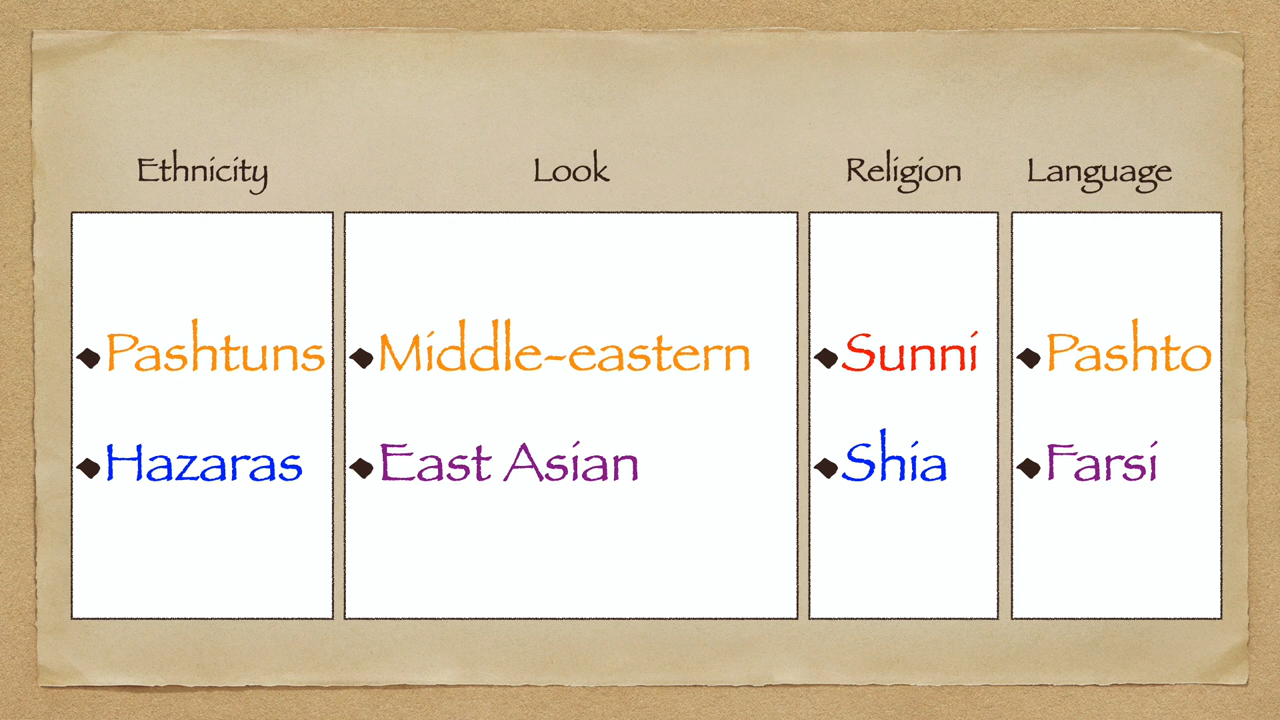 Ethnicity Look Religion Language
Pashtuns Middle-eastern Sunni Pashto
Hazaras East Asian Shia Farsi